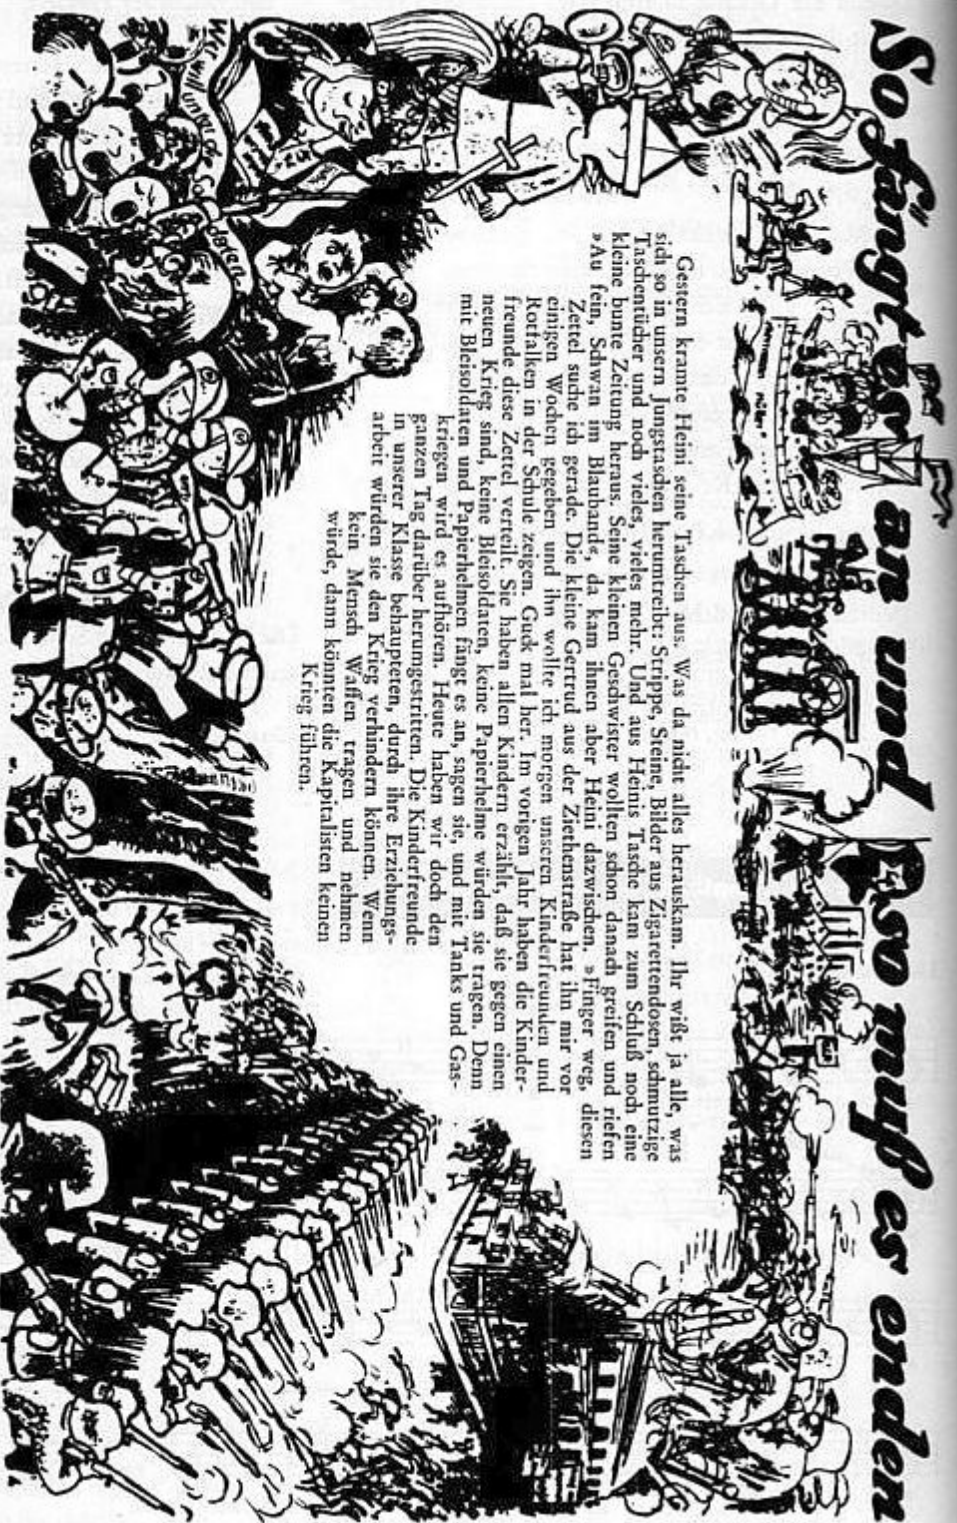 So fängt es an und so muß es enden
Gestern kramte Heini seine Taschen aus. Was da nicht alles herauskam. Ihr wißt ja alle, was
sich so in unsern Jungstaschen herumtreibt: Strippe, Steine, Bilder aus Zigarettendosen, schmutzige
Taschentücher und noch vieles, vieles mehr. Und aus Heinis Tasche kam zum Schluß noch eine
kleine bunte Zeitung heraus. Seine kleinen Geschwister wollten schon danach greifen und riefen
»Au fein, Schwan im Blauband«, da kam ihnen aber Heini dazwischen. »Finger weg, diesen
Zettel suche ich gerade. Die kleine Gertrud aus der Ziethenstraße hat ihn mir vor
einigen Wochen gegeben und ihn wollte ich morgen unseren Kinderfreunden und
Rotfalken in der Schule zeigen. Guck mal her. Im vorigen Jahr haben die Kinder-
freunde diese Zettel verteilt. Sie haben allen Kindern erzählt, daß sie gegen einen
neuen Krieg sind, keine Bleisoldaten, keine Papierhelme würden sie tragen. Denn
mit Bleisoldaten und Papierhelmen fängt es an, sagen sie, und mit Tanks und Gas-
kriegen wird es aufhören. Heute haben wir doch den
ganzen Tag darüber herumgestritten. Die Kinderfreunde
in unserer Klasse behaupteten, durch ihre Erziehungs-
arbeit würden sie den Krieg verhindern können. Wenn
kein Mensch Waffen tragen und nehmen
würde, dann könnten die Kapitalisten keinen
Krieg führen.
Wer will unter die Soldaten